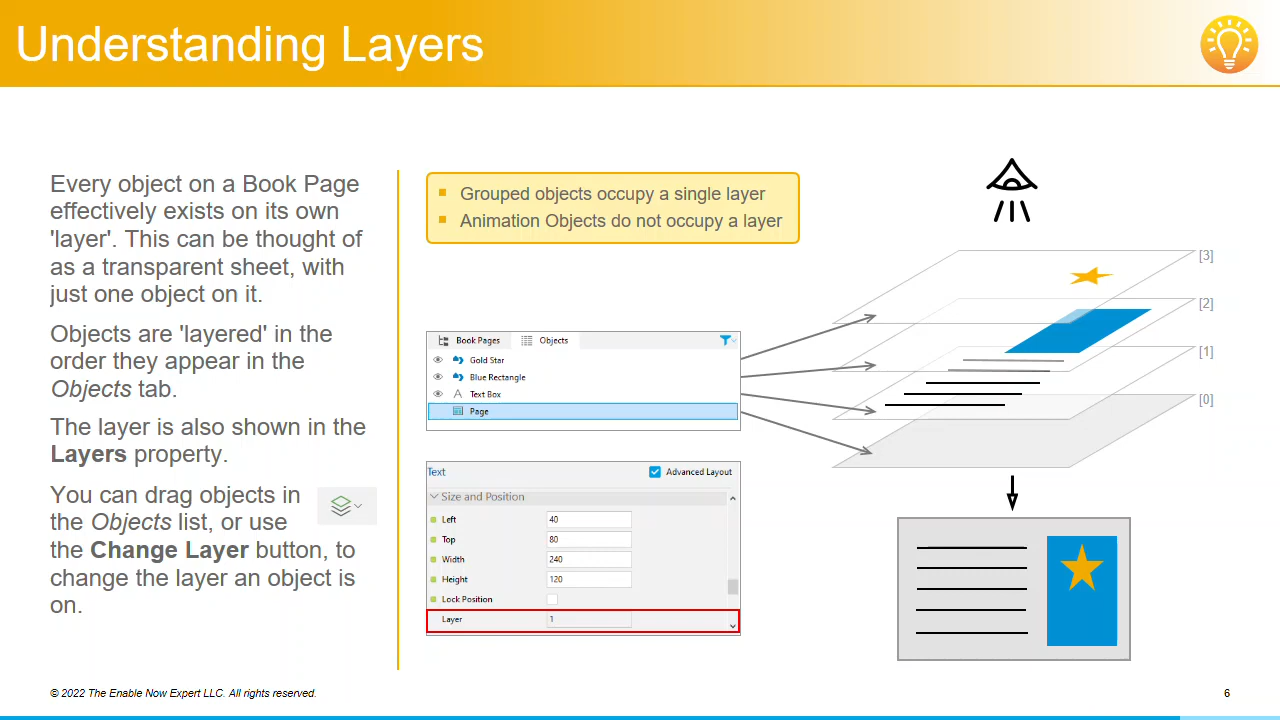 Understanding Layers
Every object on a Book Page
effectively exists on its own
'layer'. This can be thought of
as a transparent sheet, with
just one object on it.
Objects are 'layered' in the
order they appear in the
Objects tab.
The layer is also shown in the
Layers property.
You can drag objects in
the Objects list, or use
the Change Layer button, to
change the layer an object is
on.
Grouped objects occupy a single layer
Animation Objects do not occupy a layer
Book Pages Objects
Gold Star
Blue Rectangle
Text Box
Page
Text Advanced Layout
Size and Position
Left 40
Top 80
Width 240
Height 120
Lock Position
Layer 1
[3]
[2]
[1]
[0]
© 2022 The Enable Now Expert LLC. All rights reserved.
6